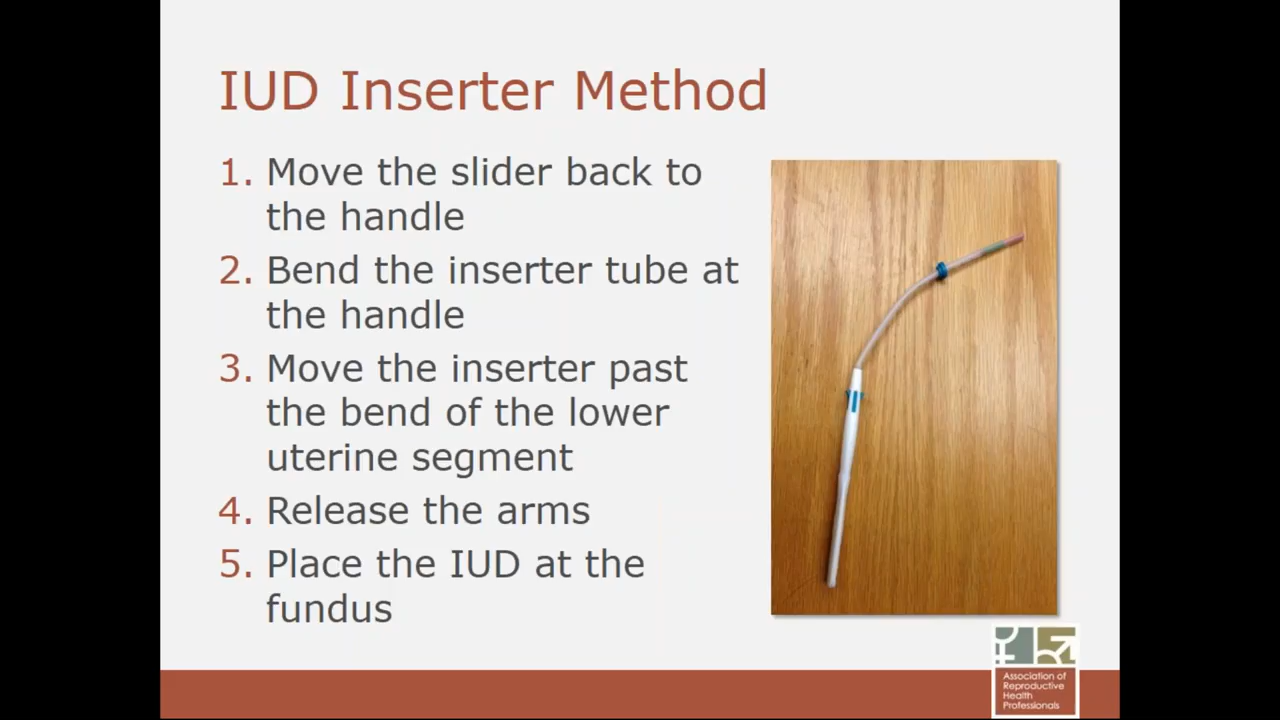 IUD Inserter Method
1. Move the slider back to
the handle
2. Bend the inserter tube at
the handle
3. Move the inserter past
the bend of the lower
uterine segment
4. Release the arms
5. Place the IUD at the
fundus
Association of
Reproductive
Health
Professionals